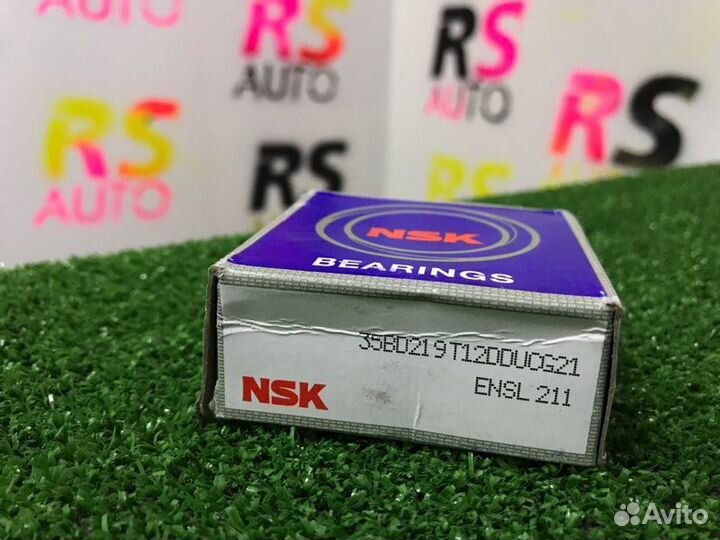 RS
AUTO
RS
AUTO
RS
AUTO
RS
RS
AUTO
RS
NSK
BEARINGS
35BD219T12DDUCG21
ENSL 211
NSK
Avito